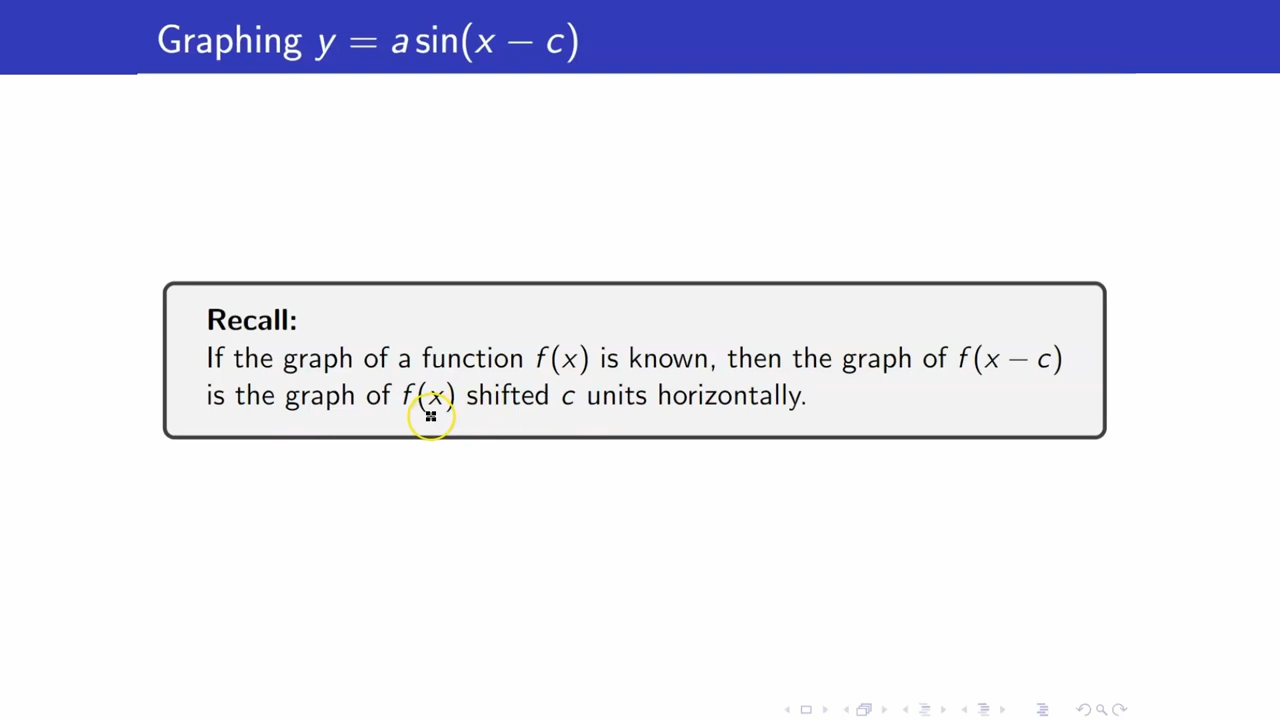 Graphing y = a sin(x − c)
Recall:
If the graph of a function f(x) is known, then the graph of f(x − c)
is the graph of f(x) shifted c units horizontally.